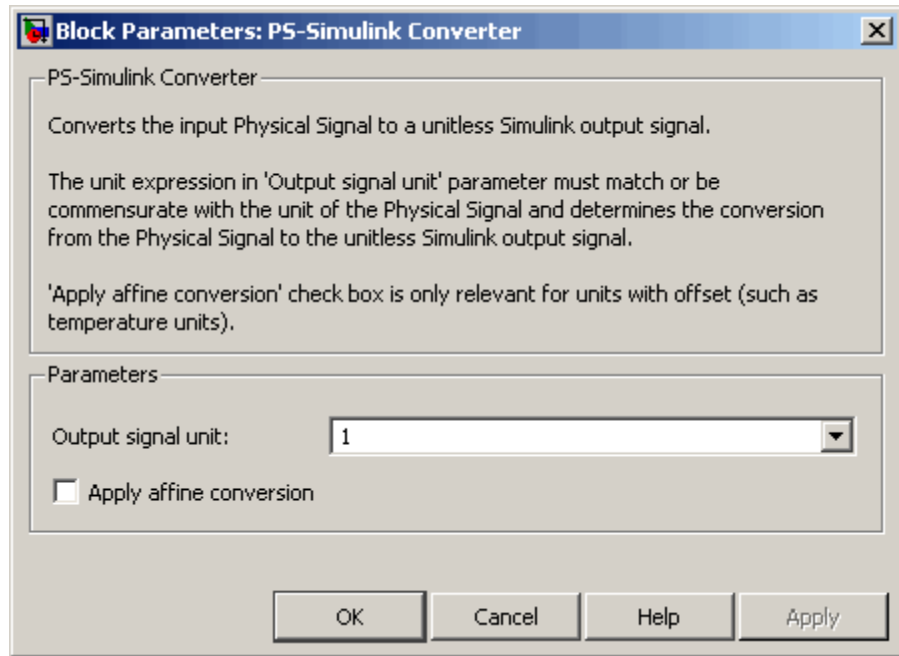 Block Parameters: PS-Simulink Converter
PS-Simulink Converter
Converts the input Physical Signal to a unitless Simulink output signal.
The unit expression in 'Output signal unit' parameter must match or be
commensurate with the unit of the Physical Signal and determines the conversion
from the Physical Signal to the unitless Simulink output signal.
'Apply affine conversion' check box is only relevant for units with offset (such as
temperature units).
Parameters
Output signal unit: 1
Apply affine conversion
OK Cancel Help Apply